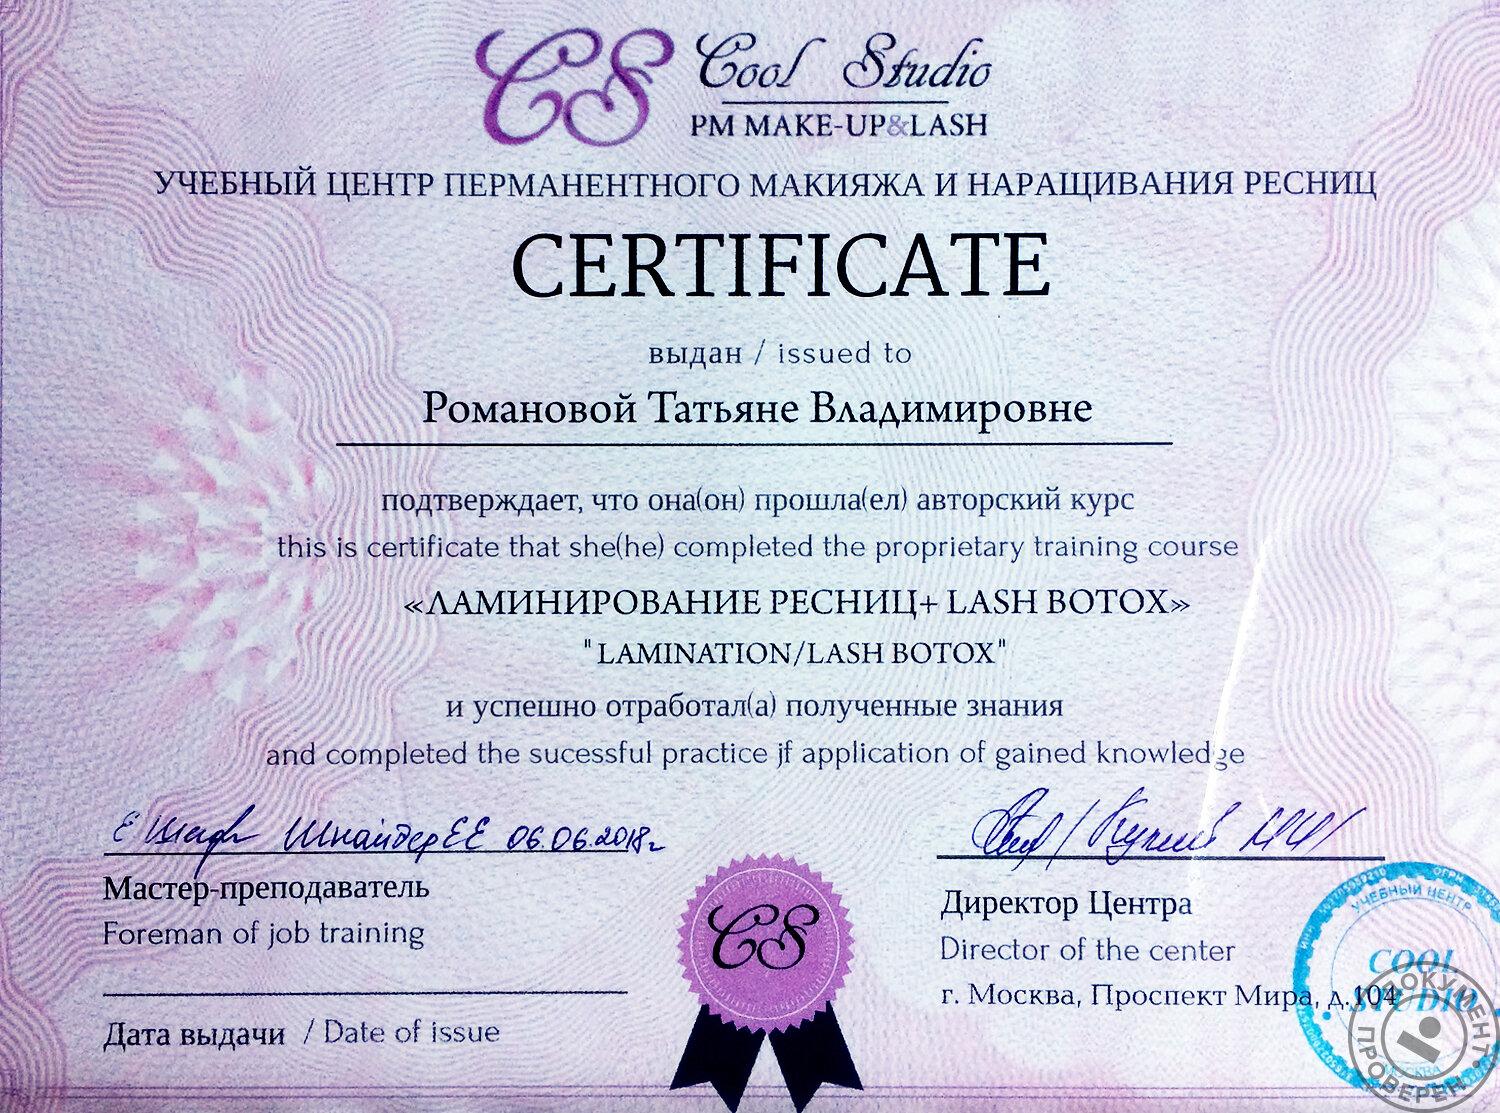 CS Cool Studio
PM MAKE-UP&LASH
УЧЕБНЫЙ ЦЕНТР ПЕРМАНЕНТНОГО МАКИЯЖА И НАРАЩИВАНИЯ РЕСНИЦ
CERTIFICATE
выдан / issued to
Романовой Татьяне Владимировне
подтверждает, что она(он) прошла(ел) авторский курс
this is certificate that she(he) completed the proprietary training course
«ЛАМИНИРОВАНИЕ РЕСНИЦ+ LASH BOTOX»
"LAMINATION/LASH BOTOX"
и успешно отработал(а) полученные знания
and completed the sucessful practice jf application of gained knowledge
Шнайдер Е Е 06.06.2018г
Мастер-преподаватель
Foreman of job training
Дата выдачи / Date of issue
CS
Директор Центра
Director of the center
г. Москва, Проспект Мира, д.104
УЧЕБНЫЙ ЦЕНТР
COOL
STUDIO
МОСКВА
ДОКУМЕНТ
ПРОВЕРЕН